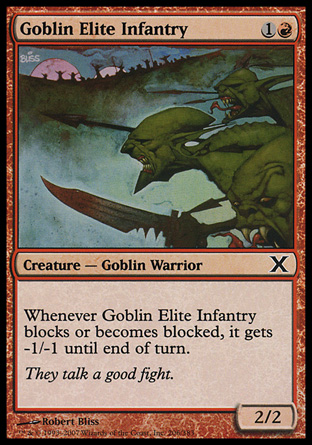 Goblin Elite Infantry 1
BLISS
Creature — Goblin Warrior X
Whenever Goblin Elite Infantry
blocks or becomes blocked, it gets
-1/-1 until end of turn.
They talk a good fight.
Robert Bliss
2/2